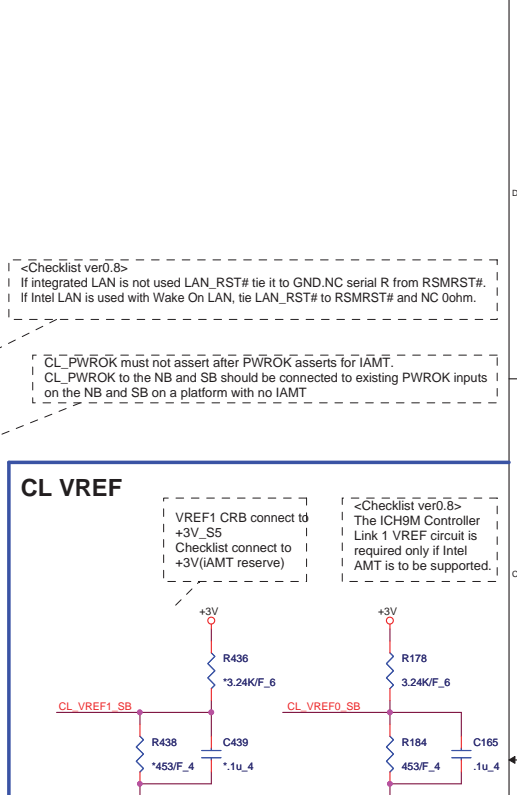 D
<Checklist ver0.8>
If integrated LAN is not used LAN_RST# tie it to GND.NC serial R from RSMRST#.
If Intel LAN is used with Wake On LAN, tie LAN_RST# to RSMRST# and NC 0ohm.
CL_PWROK must not assert after PWROK asserts for IAMT.
CL_PWROK to the NB and SB should be connected to existing PWROK inputs
on the NB and SB on a platform with no IAMT
CL VREF
VREF1 CRB connect to
+3V_S5
Checklist connect to
+3V(iAMT reserve)
<Checklist ver0.8>
The ICH9M Controller
Link 1 VREF circuit is
required only if Intel
AMT is to be supported.
C
+3V
R436
*3.24K/F_6
CL_VREF1_SB
R438
*453/F_4
C439
*.1u_4
+3V
R178
3.24K/F_6
CL_VREF0_SB
R184
453/F_4
C165
.1u_4